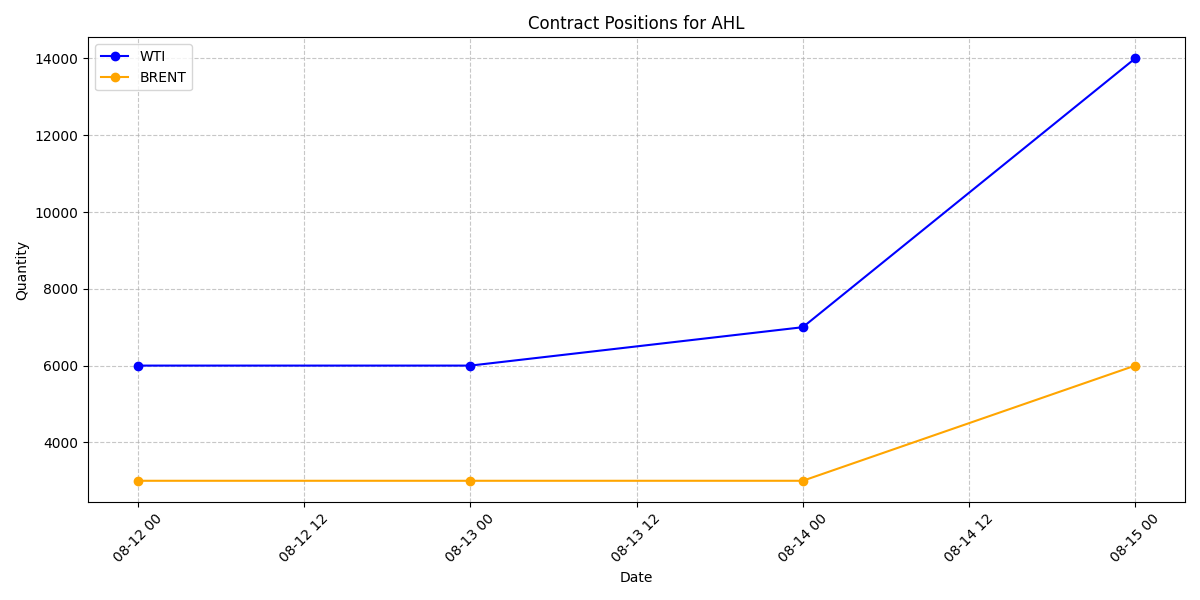 Contract Positions for AHL
WTI
BRENT
Quantity
14000
12000
10000
8000
6000
4000
08-12 00
08-12 12
08-13 00
08-13 12
08-14 00
08-14 12
08-15 00
Date